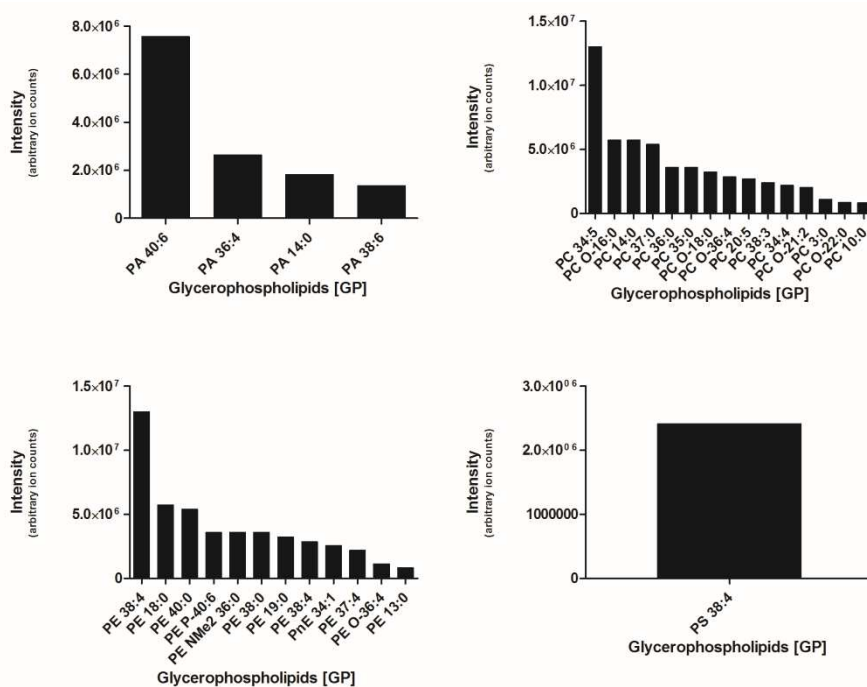 Intensity
(arbitrary ion counts)
8.0×10⁶
6.0×10⁶
4.0×10⁶
2.0×10⁶
0
PA 40:6
PA 36:4
PA 14:0
PA 38:6
Glycerophospholipids [GP]
Intensity
(arbitrary ion counts)
1.5×10⁷
1.0×10⁷
5.0×10⁶
0
PC 34:5
PC O-16:0
PC 14:0
PC 37:0
PC 36:0
PC 35:0
PC O-18:0
PC O-36:4
PC 20:5
PC 38:3
PC 34:4
PC O-21:2
PC 3:0
PC O-22:0
PC 10:0
Glycerophospholipids [GP]
Intensity
(arbitrary ion counts)
1.5×10⁷
1.0×10⁷
5.0×10⁶
0
PE 38:4
PE 18:0
PE 40:0
PE P-40:6
PE NMe2 36:0
PE 38:0
PE 19:0
PE 38:4
PnE 34:1
PE 37:4
PE O-36:4
PE 13:0
Glycerophospholipids [GP]
Intensity
(arbitrary ion counts)
3.0×10⁰⁶
2.0×10⁰⁶
1000000
0
PS 38:4
Glycerophospholipids [GP]